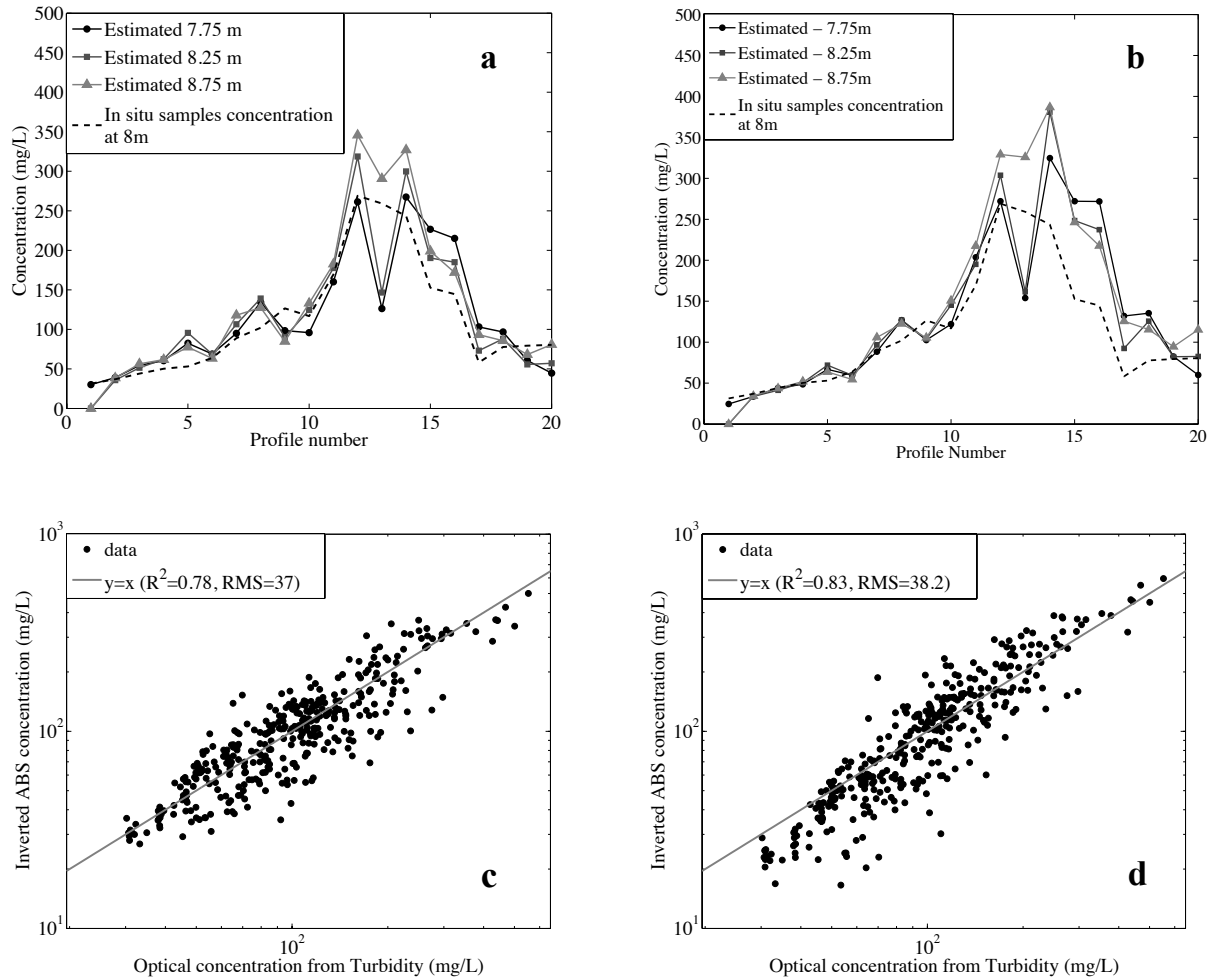 500
450
400
350
300
250
200
150
100
50
0
Concentration (mg/L)
Estimated 7.75 m
Estimated 8.25 m
Estimated 8.75 m
In situ samples concentration
at 8m
a
0
5
10
15
20
Profile number
500
450
400
350
300
250
200
150
100
50
0
Concentration (mg/L)
Estimated – 7.75m
Estimated – 8.25m
Estimated – 8.75m
In situ samples concentration
at 8m
b
0
5
10
15
20
Profile Number
10³
10²
10¹
Inverted ABS concentration (mg/L)
data
y=x (R²=0.78, RMS=37)
c
10²
Optical concentration from Turbidity (mg/L)
10³
10²
10¹
Inverted ABS concentration (mg/L)
data
y=x (R²=0.83, RMS=38.2)
d
10²
Optical concentration from Turbidity (mg/L)